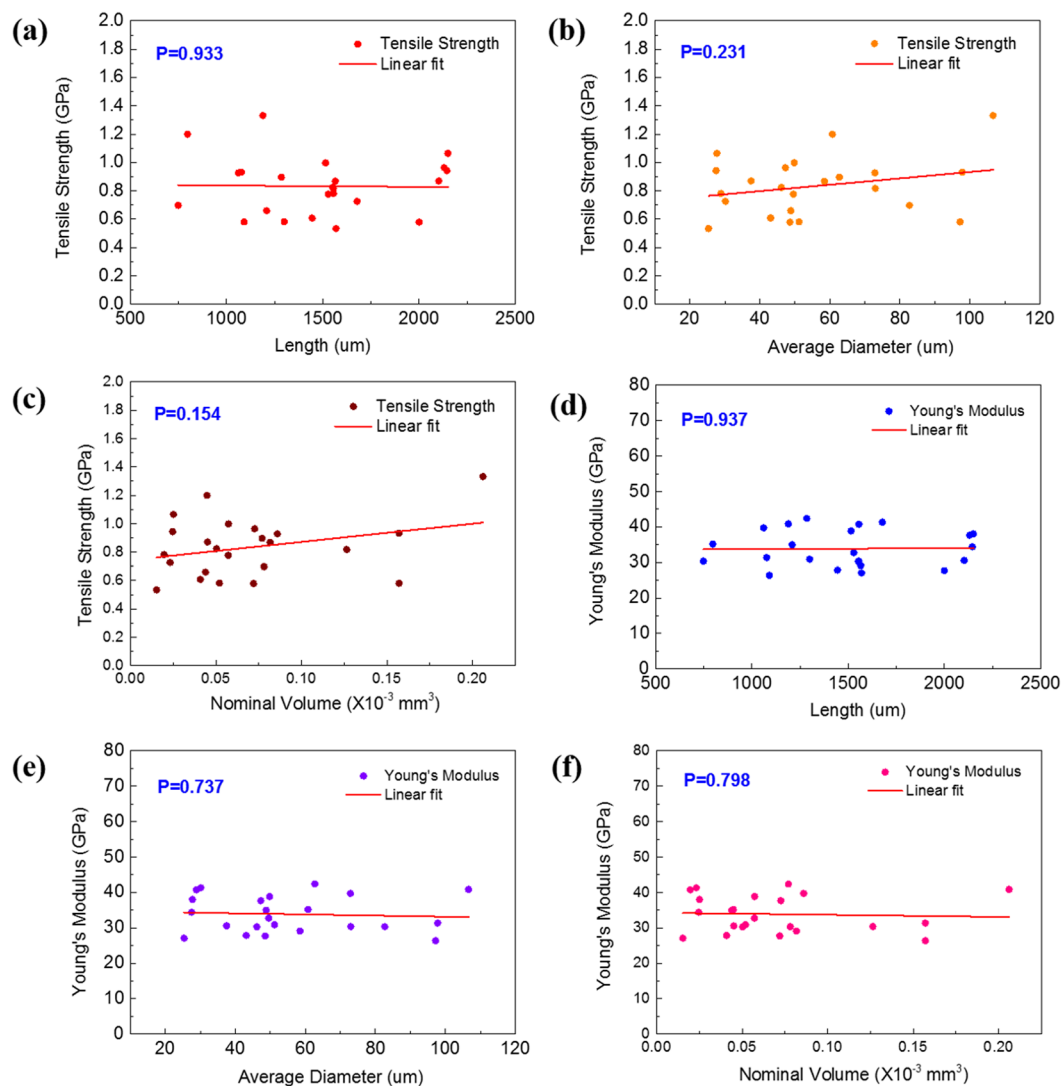 (a)
P=0.933
Tensile Strength
Linear fit
Tensile Strength (GPa)
2.0
1.8
1.6
1.4
1.2
1.0
0.8
0.6
0.4
0.2
0.0
500 1000 1500 2000 2500
Length (um)
(b)
P=0.231
Tensile Strength
Linear fit
Tensile Strength (GPa)
2.0
1.8
1.6
1.4
1.2
1.0
0.8
0.6
0.4
0.2
0.0
20 40 60 80 100 120
Average Diameter (um)
(c)
P=0.154
Tensile Strength
Linear fit
Tensile Strength (GPa)
2.0
1.8
1.6
1.4
1.2
1.0
0.8
0.6
0.4
0.2
0.0
0.00 0.05 0.10 0.15 0.20
Nominal Volume (X10⁻³ mm³)
(d)
P=0.937
Young's Modulus
Linear fit
Young's Modulus (GPa)
80
70
60
50
40
30
20
10
0
500 1000 1500 2000 2500
Length (um)
(e)
P=0.737
Young's Modulus
Linear fit
Young's Modulus (GPa)
80
70
60
50
40
30
20
10
0
20 40 60 80 100 120
Average Diameter (um)
(f)
P=0.798
Young's Modulus
Linear fit
Young's Modulus (GPa)
80
70
60
50
40
30
20
10
0
0.00 0.05 0.10 0.15 0.20
Nominal Volume (X10⁻³ mm³)